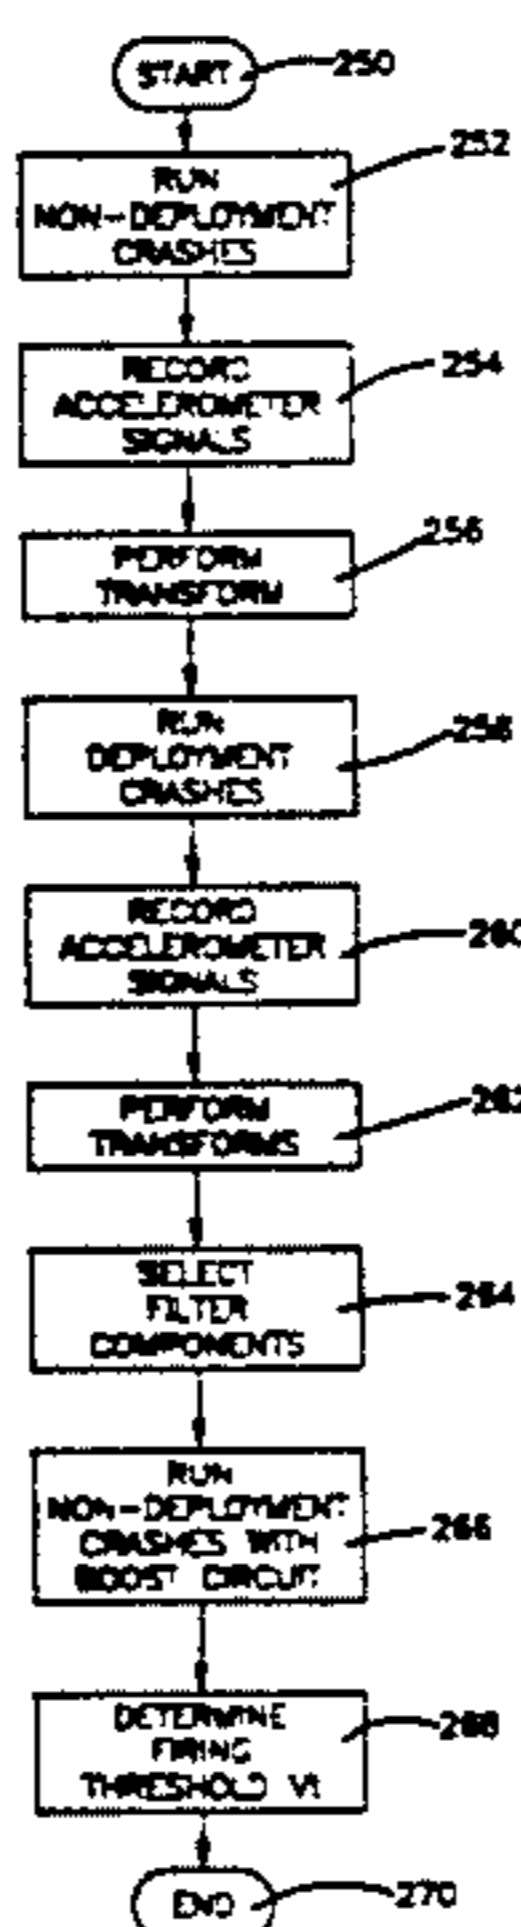 START
250
RUN
NON-DEPLOYMENT
CRASHES
252
RECORD
ACCELEROMETER
SIGNALS
254
PERFORM
TRANSFORM
256
RUN
DEPLOYMENT
CRASHES
258
RECORD
ACCELEROMETER
SIGNALS
260
PERFORM
TRANSFORMS
262
SELECT
FILTER
COMPONENTS
264
RUN
NON-DEPLOYMENT
CRASHES WITH
BOOST CIRCUIT
266
DETERMINE
FIRING
THRESHOLD Vt
268
END
270